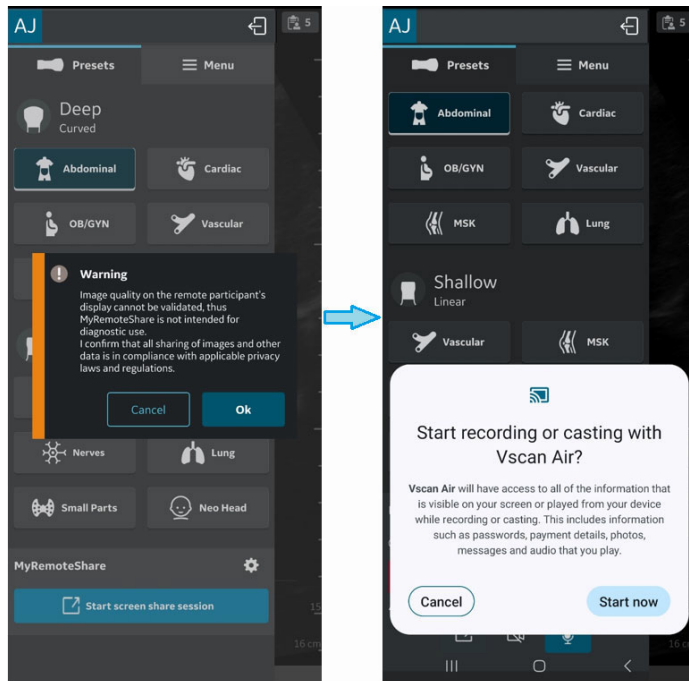 AJ
5
Presets
Menu
Deep
Curved
Abdominal
Cardiac
OB/GYN
Vascular
Warning
Image quality on the remote participant's
display cannot be validated, thus
MyRemoteShare is not intended for
diagnostic use.
I confirm that all sharing of images and other
data is in compliance with applicable privacy
laws and regulations.
Cancel
Ok
Nerves
Lung
Small Parts
Neo Head
MyRemoteShare
Start screen share session
15
16 cm
AJ
5
Presets
Menu
Abdominal
Cardiac
OB/GYN
Vascular
MSK
Lung
Shallow
Linear
Vascular
MSK
Start recording or casting with
Vscan Air?
Vscan Air will have access to all of the information that
is visible on your screen or played from your device
while recording or casting. This includes information
such as passwords, payment details, photos,
messages and audio that you play.
Cancel
Start now